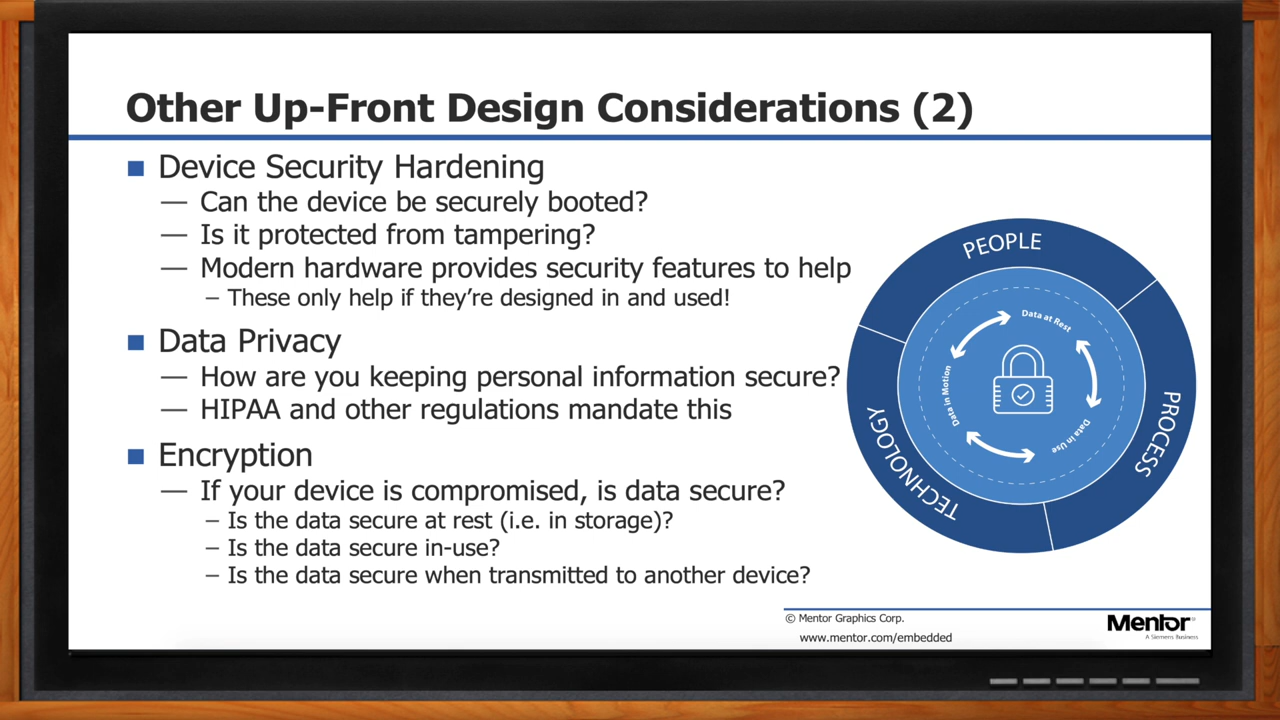 Other Up-Front Design Considerations (2)
■ Device Security Hardening
— Can the device be securely booted?
— Is it protected from tampering?
— Modern hardware provides security features to help
– These only help if they’re designed in and used!
■ Data Privacy
— How are you keeping personal information secure?
— HIPAA and other regulations mandate this
■ Encryption
— If your device is compromised, is data secure?
– Is the data secure at rest (i.e. in storage)?
– Is the data secure in-use?
– Is the data secure when transmitted to another device?
PEOPLE
PROCESS
TECHNOLOGY
Data at Rest
Data in Use
Data in Motion
© Mentor Graphics Corp.
www.mentor.com/embedded
Mentor®
A Siemens Business